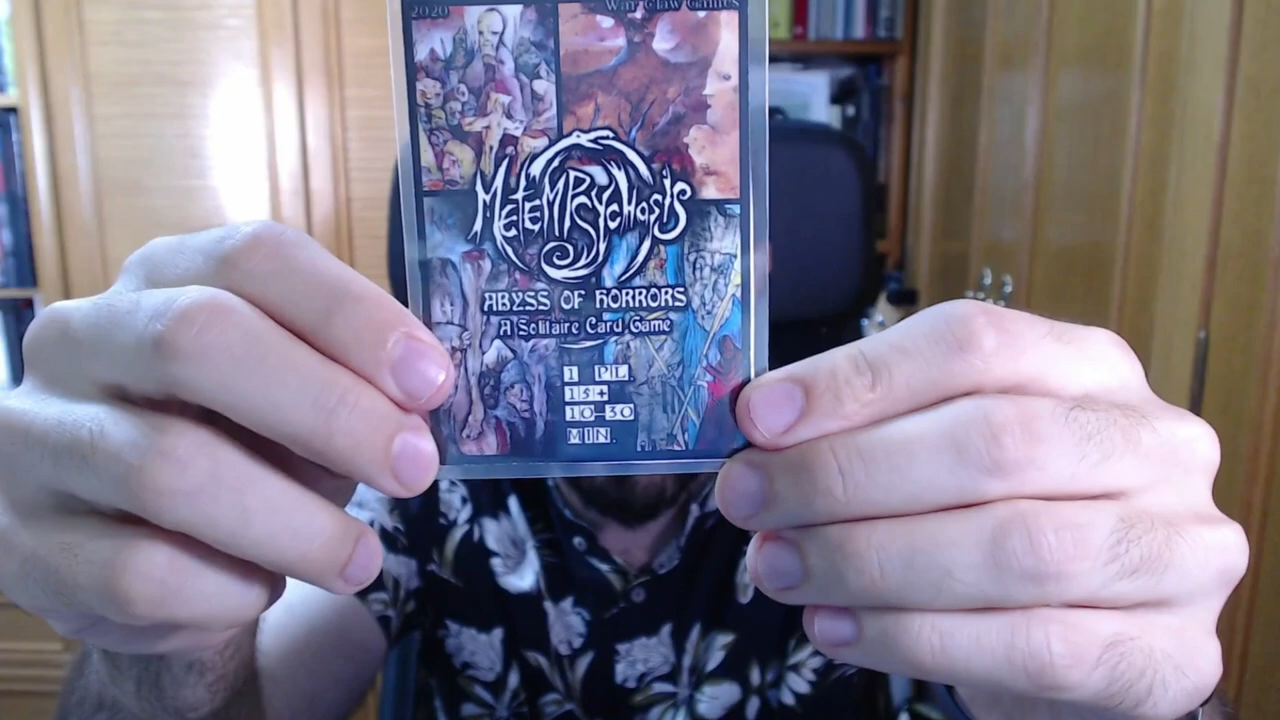 2020
War Claw Games
MetemPsychosis
ABYSS OF HORRORS
A Solitaire Card Game
1 PL.
15+
10-30
MIN.